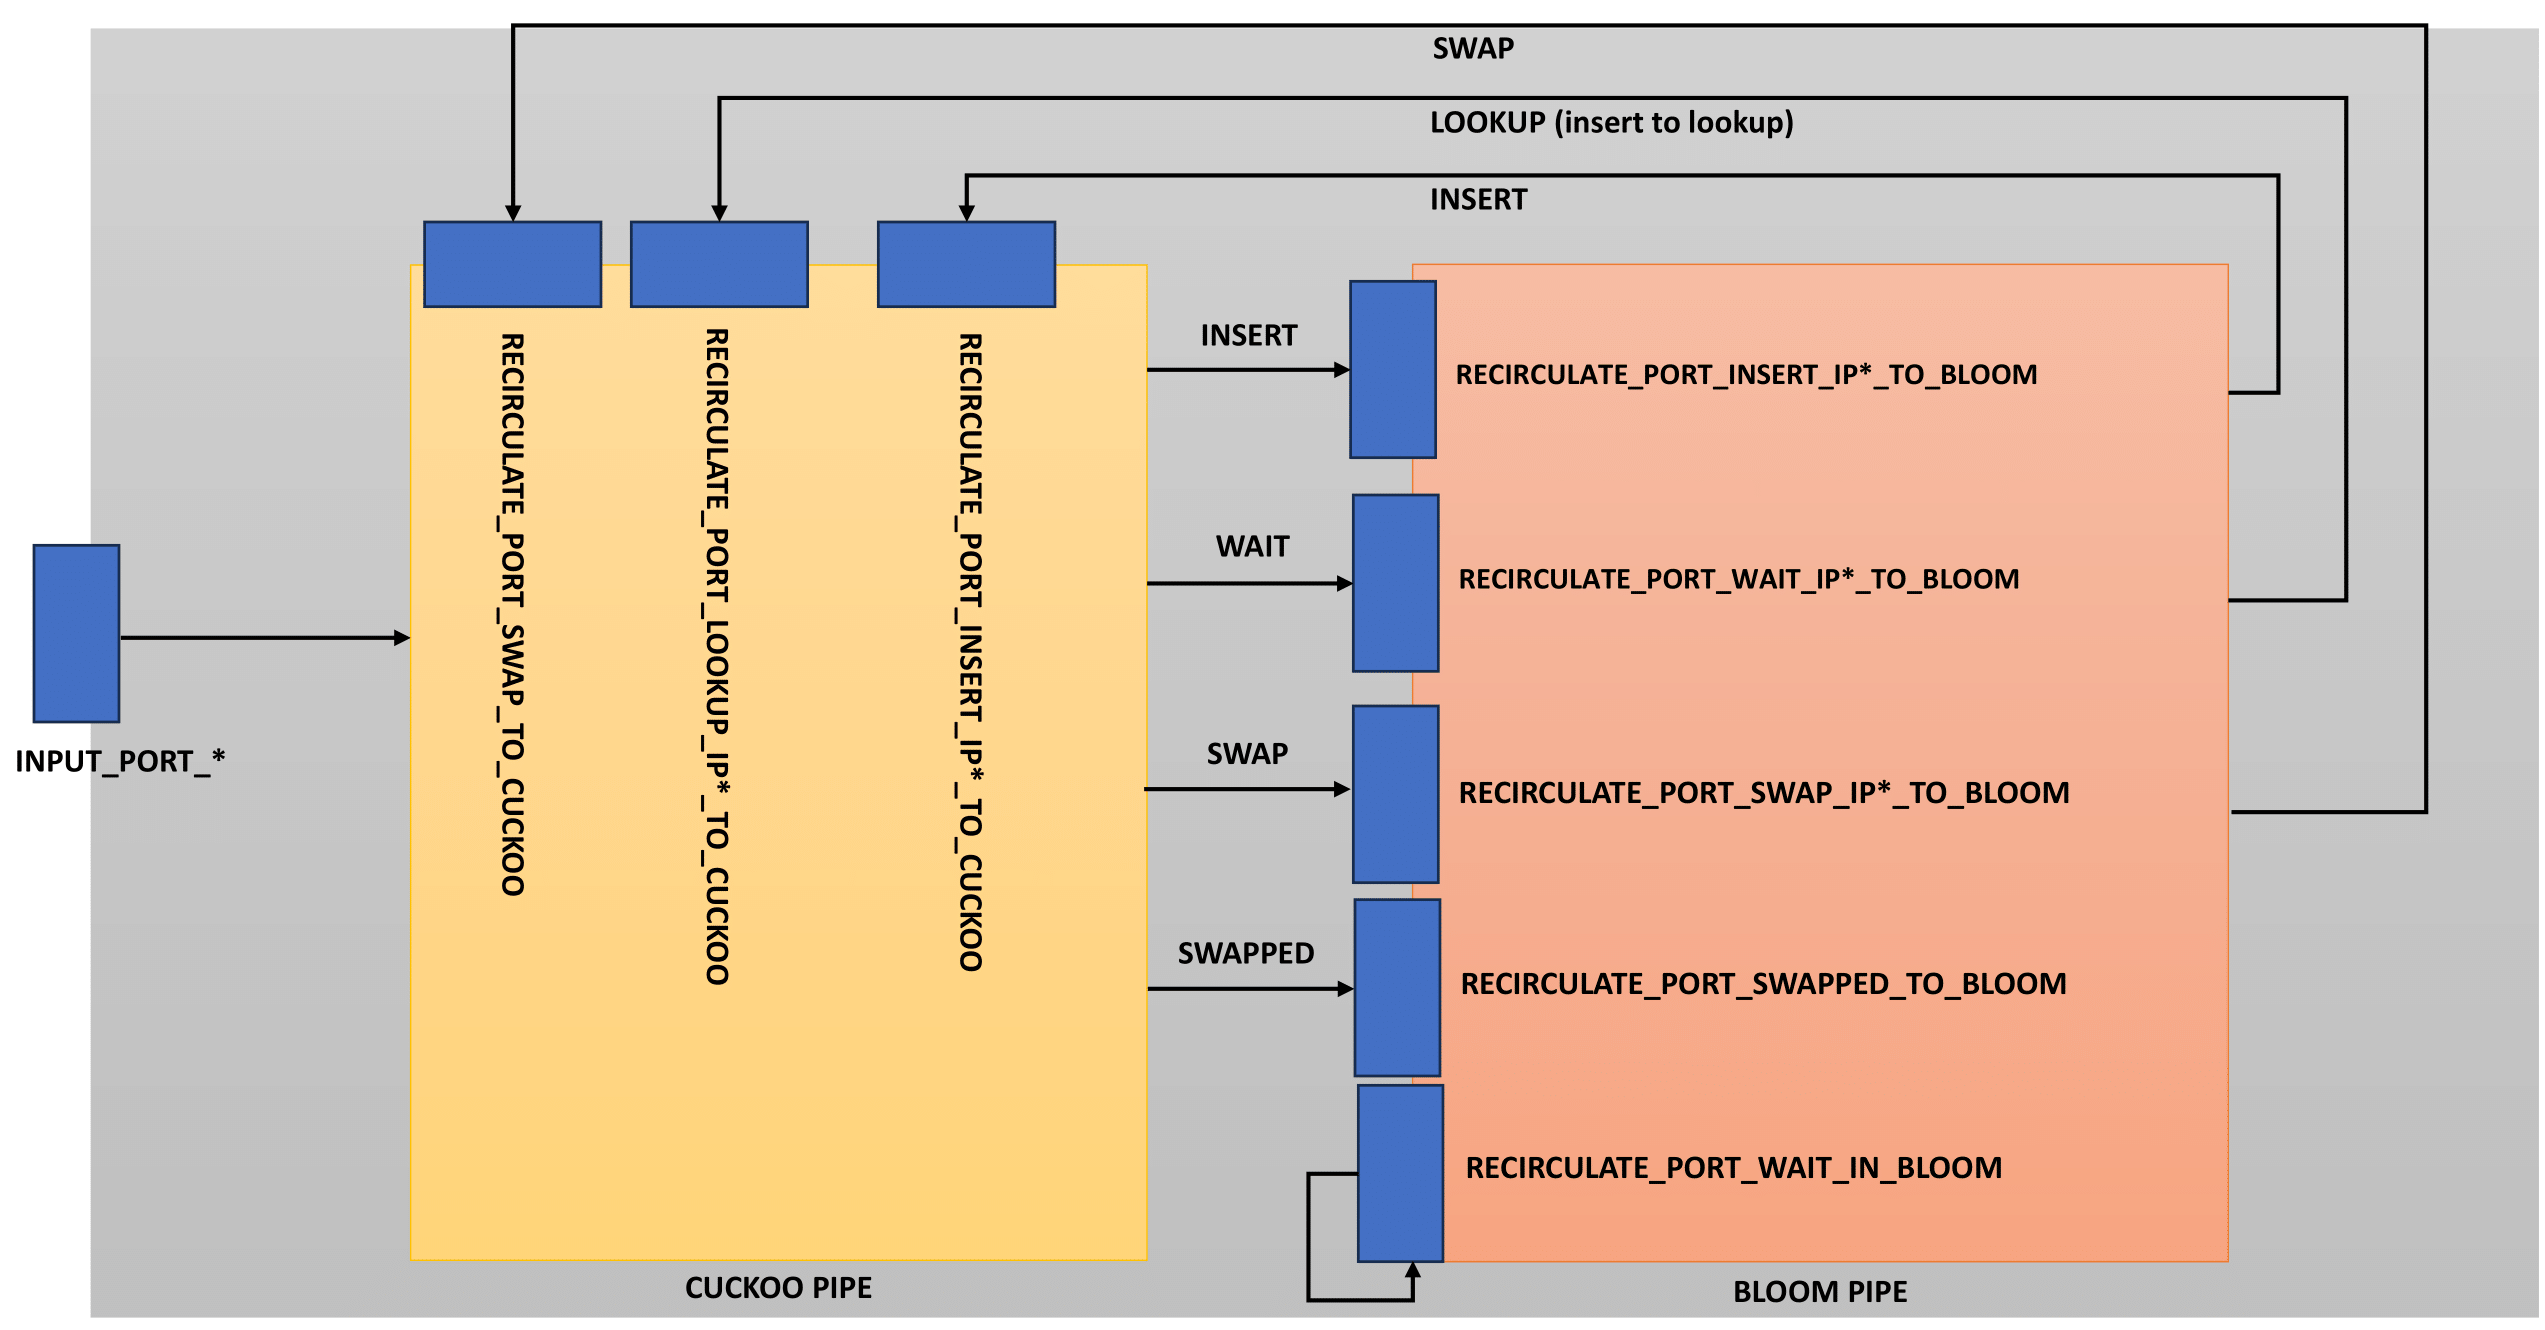 SWAP
LOOKUP (insert to lookup)
INSERT
RECIRCULATE_PORT_SWAP_TO_CUCKOO
RECIRCULATE_PORT_LOOKUP_IP*_TO_CUCKOO
RECIRCULATE_PORT_INSERT_IP*_TO_CUCKOO
INSERT
RECIRCULATE_PORT_INSERT_IP*_TO_BLOOM
WAIT
RECIRCULATE_PORT_WAIT_IP*_TO_BLOOM
INPUT_PORT_*
SWAP
RECIRCULATE_PORT_SWAP_IP*_TO_BLOOM
SWAPPED
RECIRCULATE_PORT_SWAPPED_TO_BLOOM
RECIRCULATE_PORT_WAIT_IN_BLOOM
CUCKOO PIPE
BLOOM PIPE